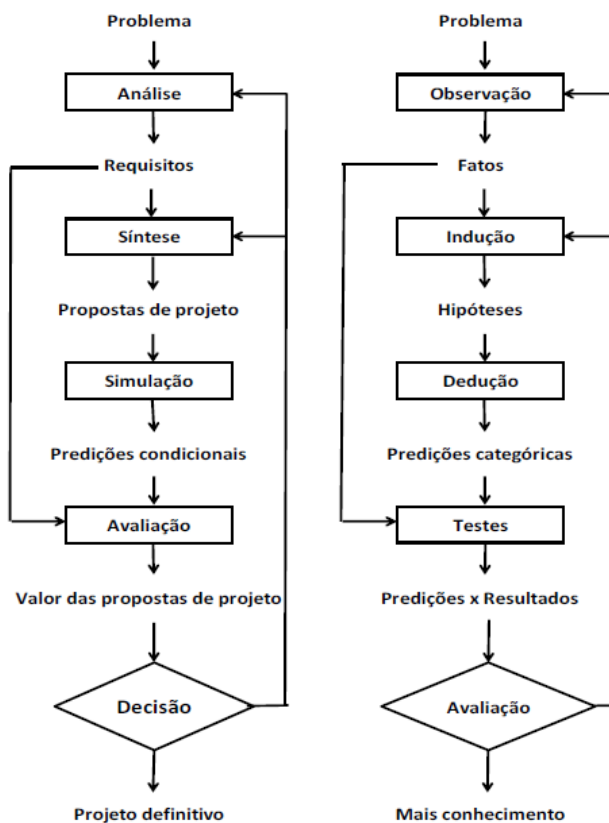 Problema
Análise
Requisitos
Síntese
Propostas de projeto
Simulação
Predições condicionais
Avaliação
Valor das propostas de projeto
Decisão
Projeto definitivo
Problema
Observação
Fatos
Indução
Hipóteses
Dedução
Predições categóricas
Testes
Predições x Resultados
Avaliação
Mais conhecimento